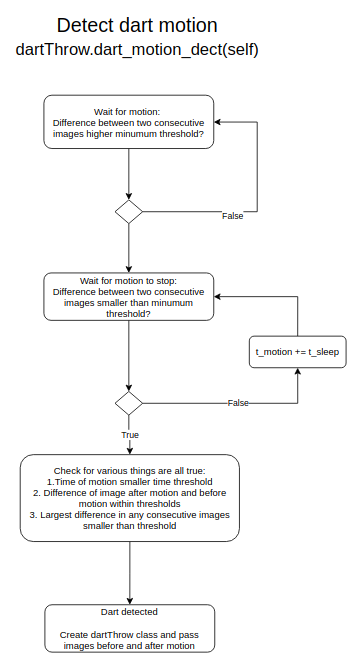 Detect dart motion
dartThrow.dart_motion_dect(self)
Wait for motion:
Difference between two consecutive
images higher minumum threshold?
False
Wait for motion to stop:
Difference between two consecutive
images smaller than minumum
threshold?
t_motion += t_sleep
False
True
Check for various things are all true:
1.Time of motion smaller time threshold
2. Difference of image after motion and before
motion within thresholds
3. Largest difference in any consecutive images
smaller than threshold
Dart detected
Create dartThrow class and pass
images before and after motion